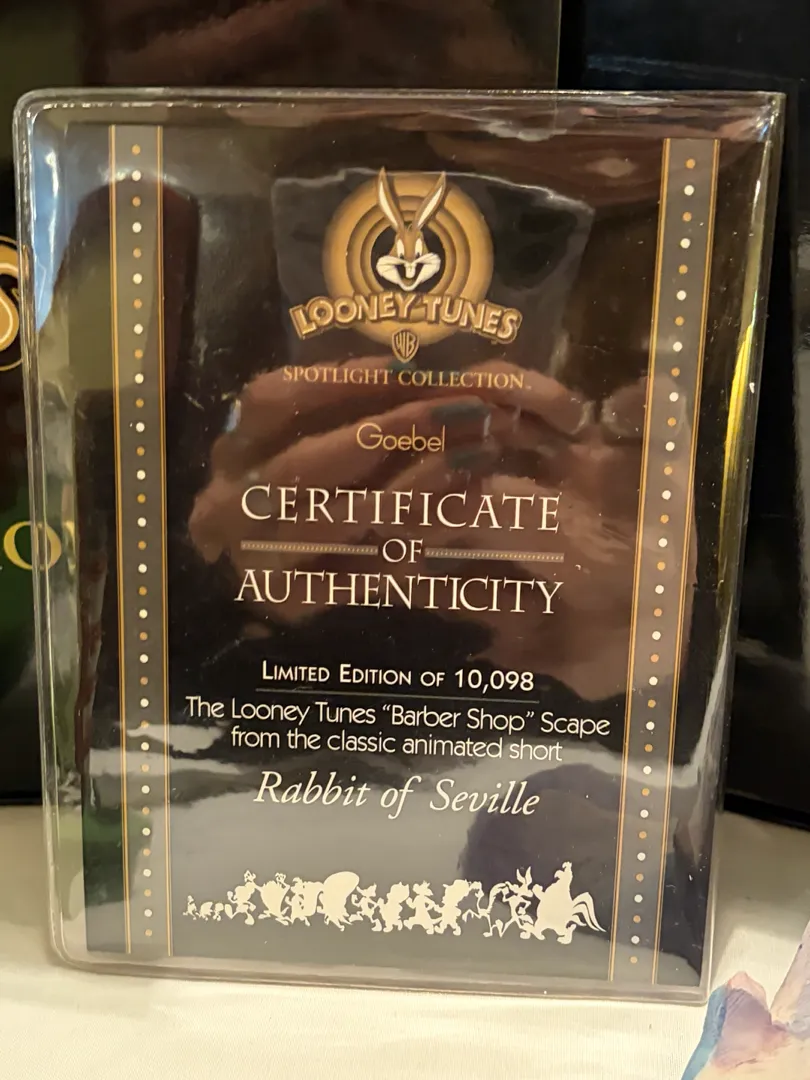 LOONEY TUNES
WB
SPOTLIGHT COLLECTION™
Goebel
CERTIFICATE
OF
AUTHENTICITY
LIMITED EDITION OF 10,098
The Looney Tunes “Barber Shop” Scape
from the classic animated short
Rabbit of Seville